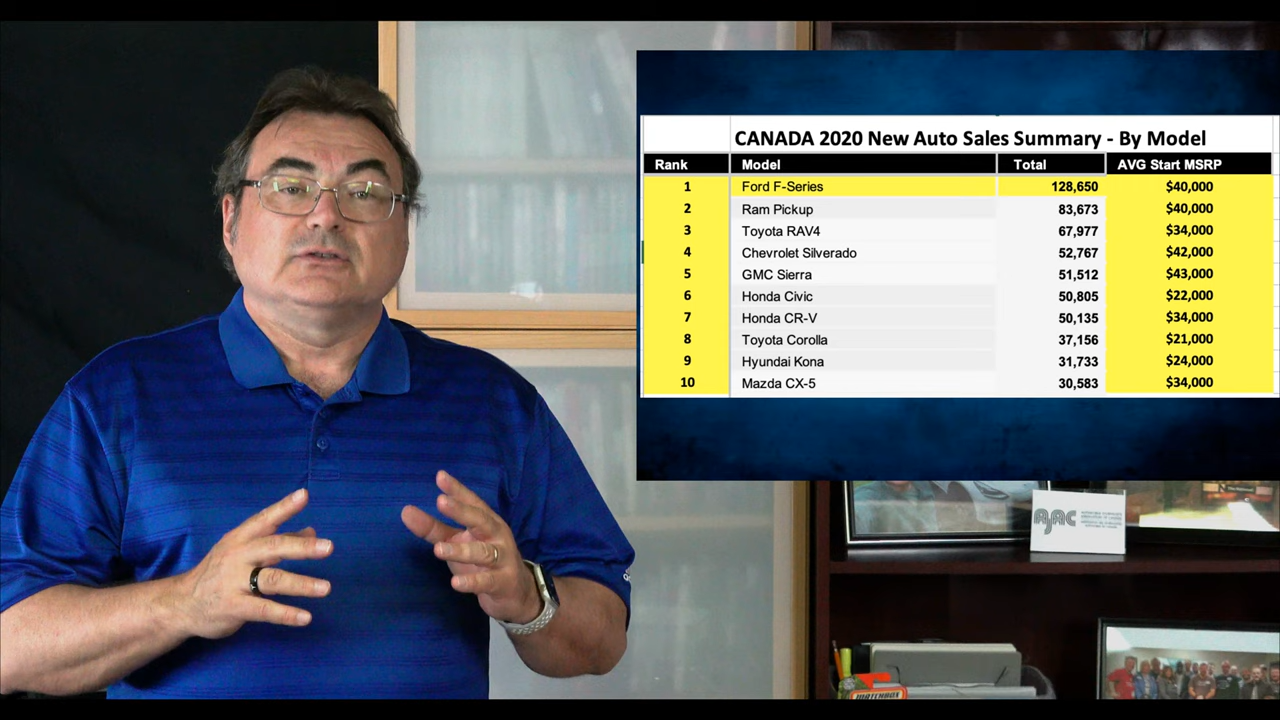 CANADA 2020 New Auto Sales Summary - By Model
Rank Model Total AVG Start MSRP
1 Ford F-Series 128,650 $40,000
2 Ram Pickup 83,673 $40,000
3 Toyota RAV4 67,977 $34,000
4 Chevrolet Silverado 52,767 $42,000
5 GMC Sierra 51,512 $43,000
6 Honda Civic 50,805 $22,000
7 Honda CR-V 50,135 $34,000
8 Toyota Corolla 37,156 $21,000
9 Hyundai Kona 31,733 $24,000
10 Mazda CX-5 30,583 $34,000
AJAC
MATCHBOX